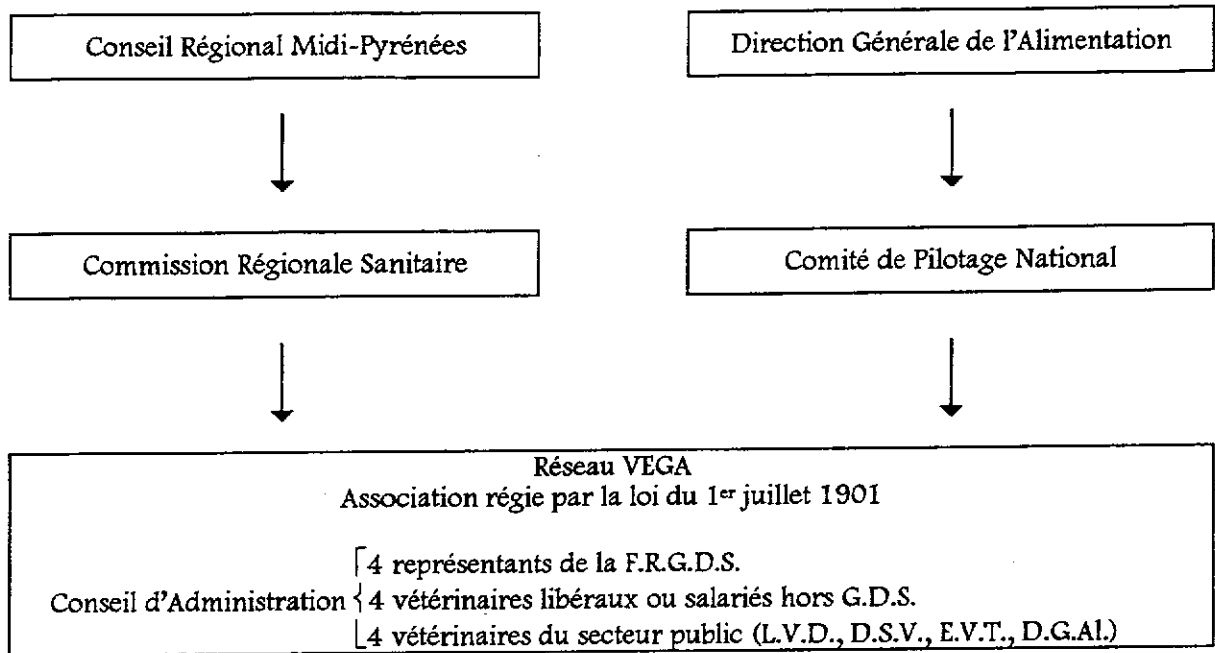 Conseil Régional Midi-Pyrénées
Direction Générale de l'Alimentation
Commission Régionale Sanitaire
Comité de Pilotage National
Réseau VEGA
Association régie par la loi du 1er juillet 1901
4 représentants de la F.R.G.D.S.
Conseil d'Administration 4 vétérinaires libéraux ou salariés hors G.D.S.
4 vétérinaires du secteur public (L.V.D., D.S.V., E.V.T., D.G.Al.)